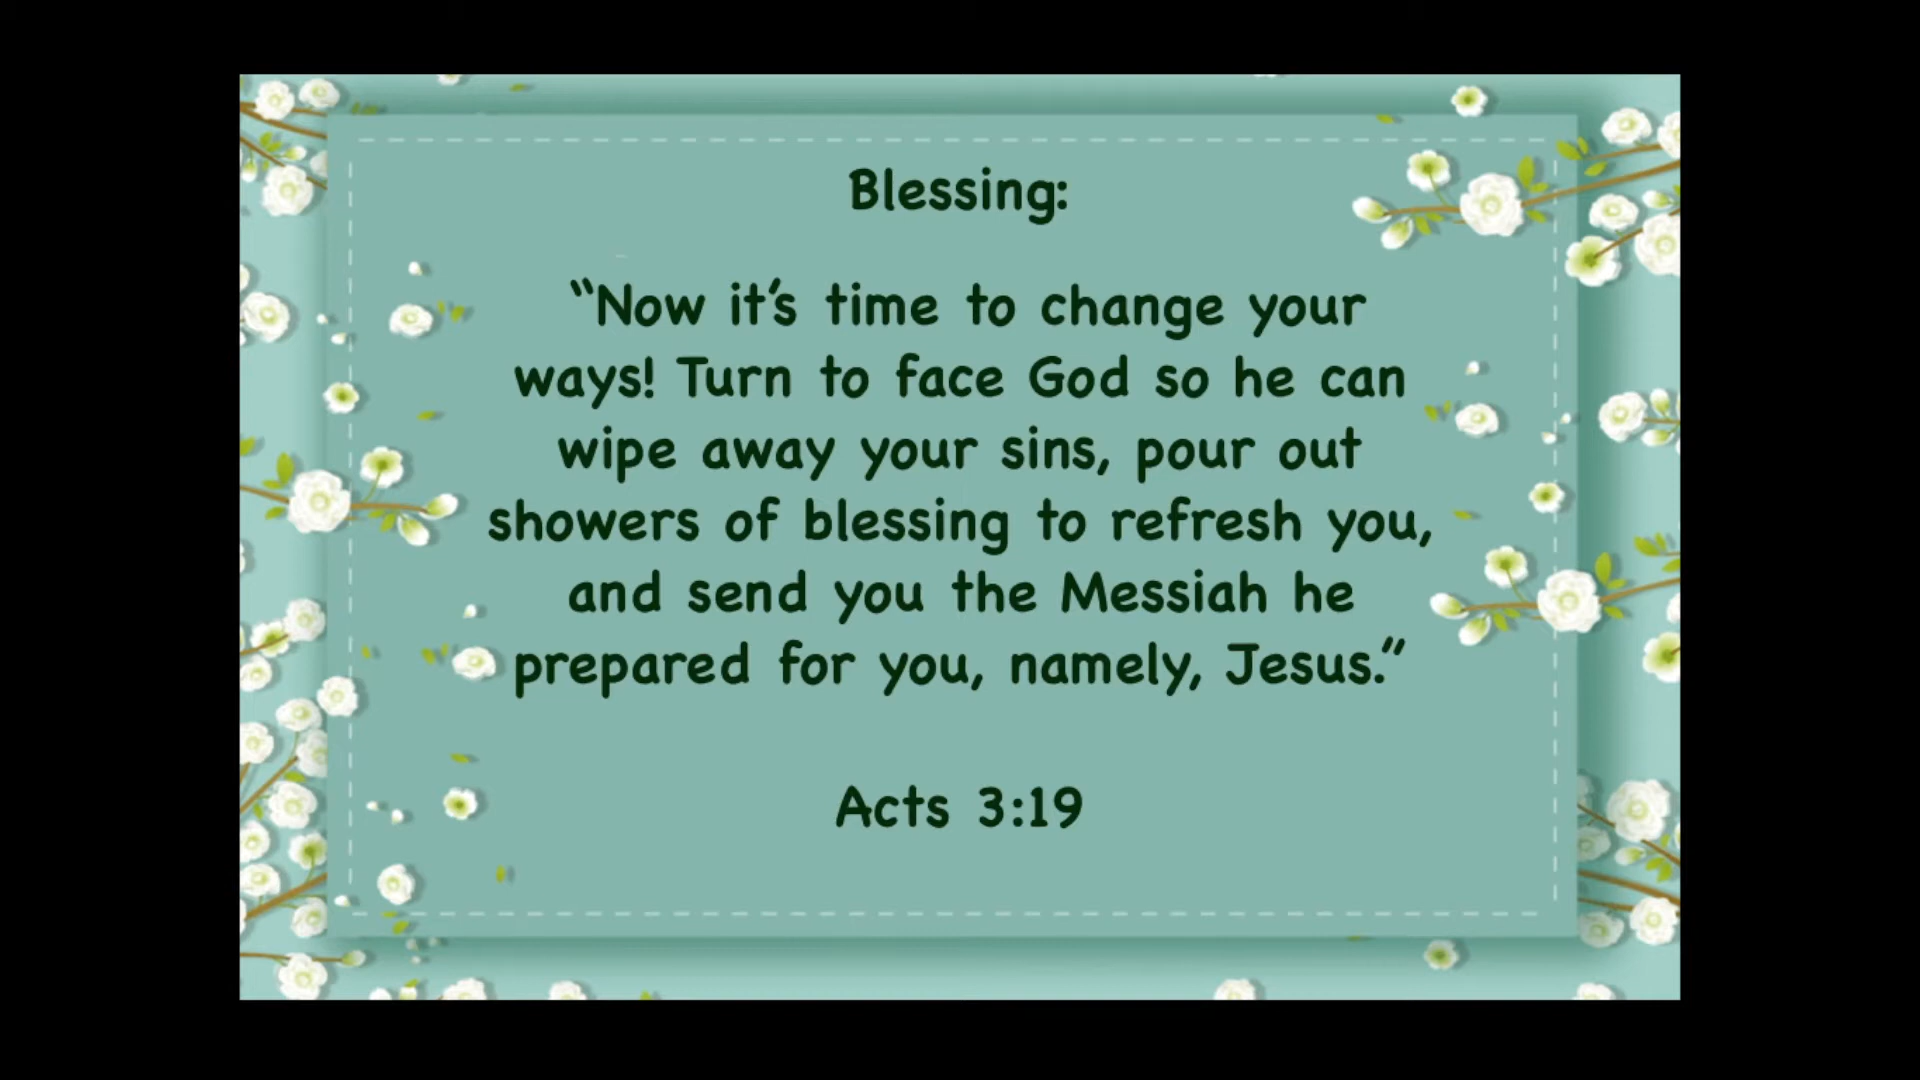 Blessing:
“Now it’s time to change your
ways! Turn to face God so he can
wipe away your sins, pour out
showers of blessing to refresh you,
and send you the Messiah he
prepared for you, namely, Jesus.”
Acts 3:19